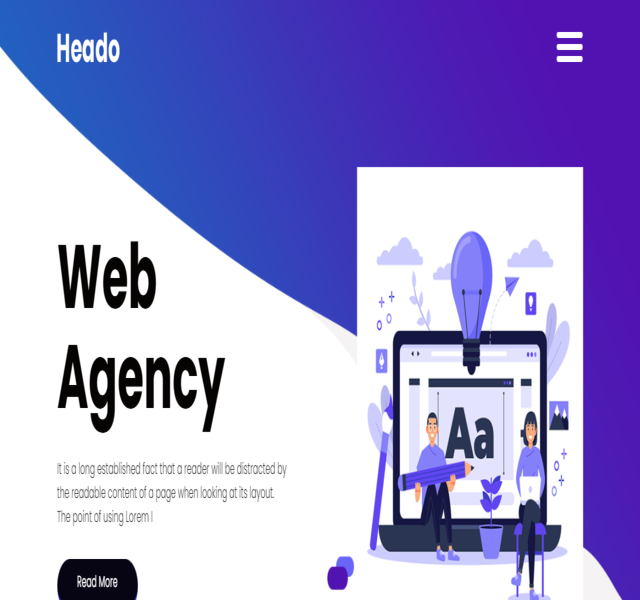 Heado
Web
Agency
Aa
It is a long established fact that a reader will be distracted by
the readable content of a page when looking at its layout.
The point of using Lorem I
Read More